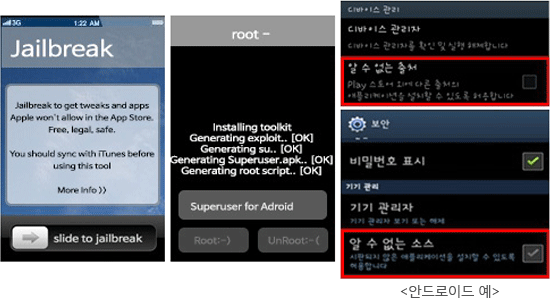 3G 1:22 AM
Jailbreak
Jailbreak to get tweaks and apps
Apple won't allow in the App Store.
Free, legal, safe.
You should sync with iTunes before
using this tool
More Info ⟩⟩
slide to jailbreak
root -
Installing toolkit
Generating exploit.. [OK]
Generating su.. [OK]
Generating Superuser.apk.. [OK]
Generating root script.. [OK]
Superuser for Adroid
Root:-)
UnRoot:-(
디바이스 관리
디바이스 관리자
디바이스 관리자를 확인 및 실행 해제합니다
알 수 없는 출처
Play 스토어 외에 다른 출처의
애플리케이션을 설치할 수 있도록 허용합니다
보안
비밀번호 표시
기기 관리
기기 관리자
기기 관리자 보기 또는 해제
알 수 없는 소스
시판되지 않은 애플리케이션을 설치할 수 있도록
허용합니다
<안드로이드 예>